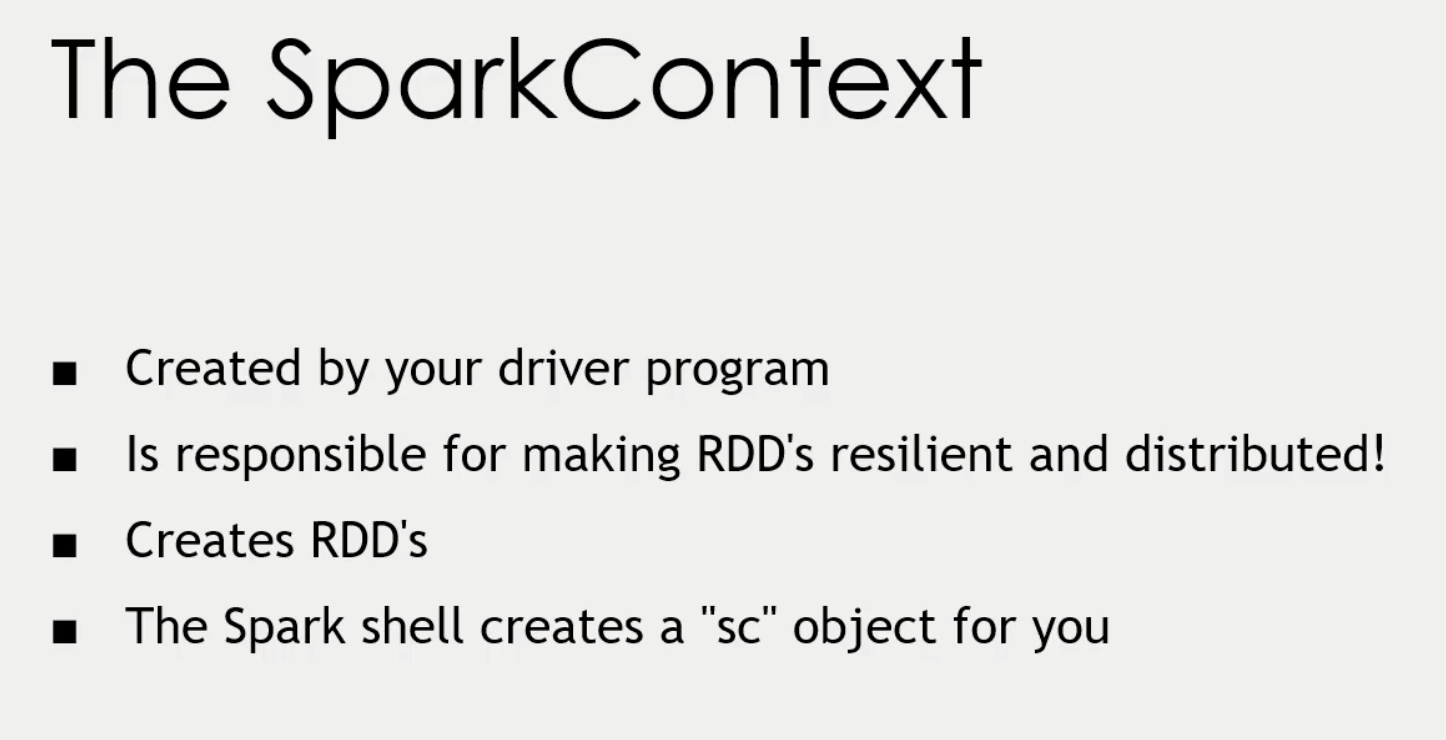 The SparkContext
■ Created by your driver program
■ Is responsible for making RDD's resilient and distributed!
■ Creates RDD's
■ The Spark shell creates a "sc" object for you